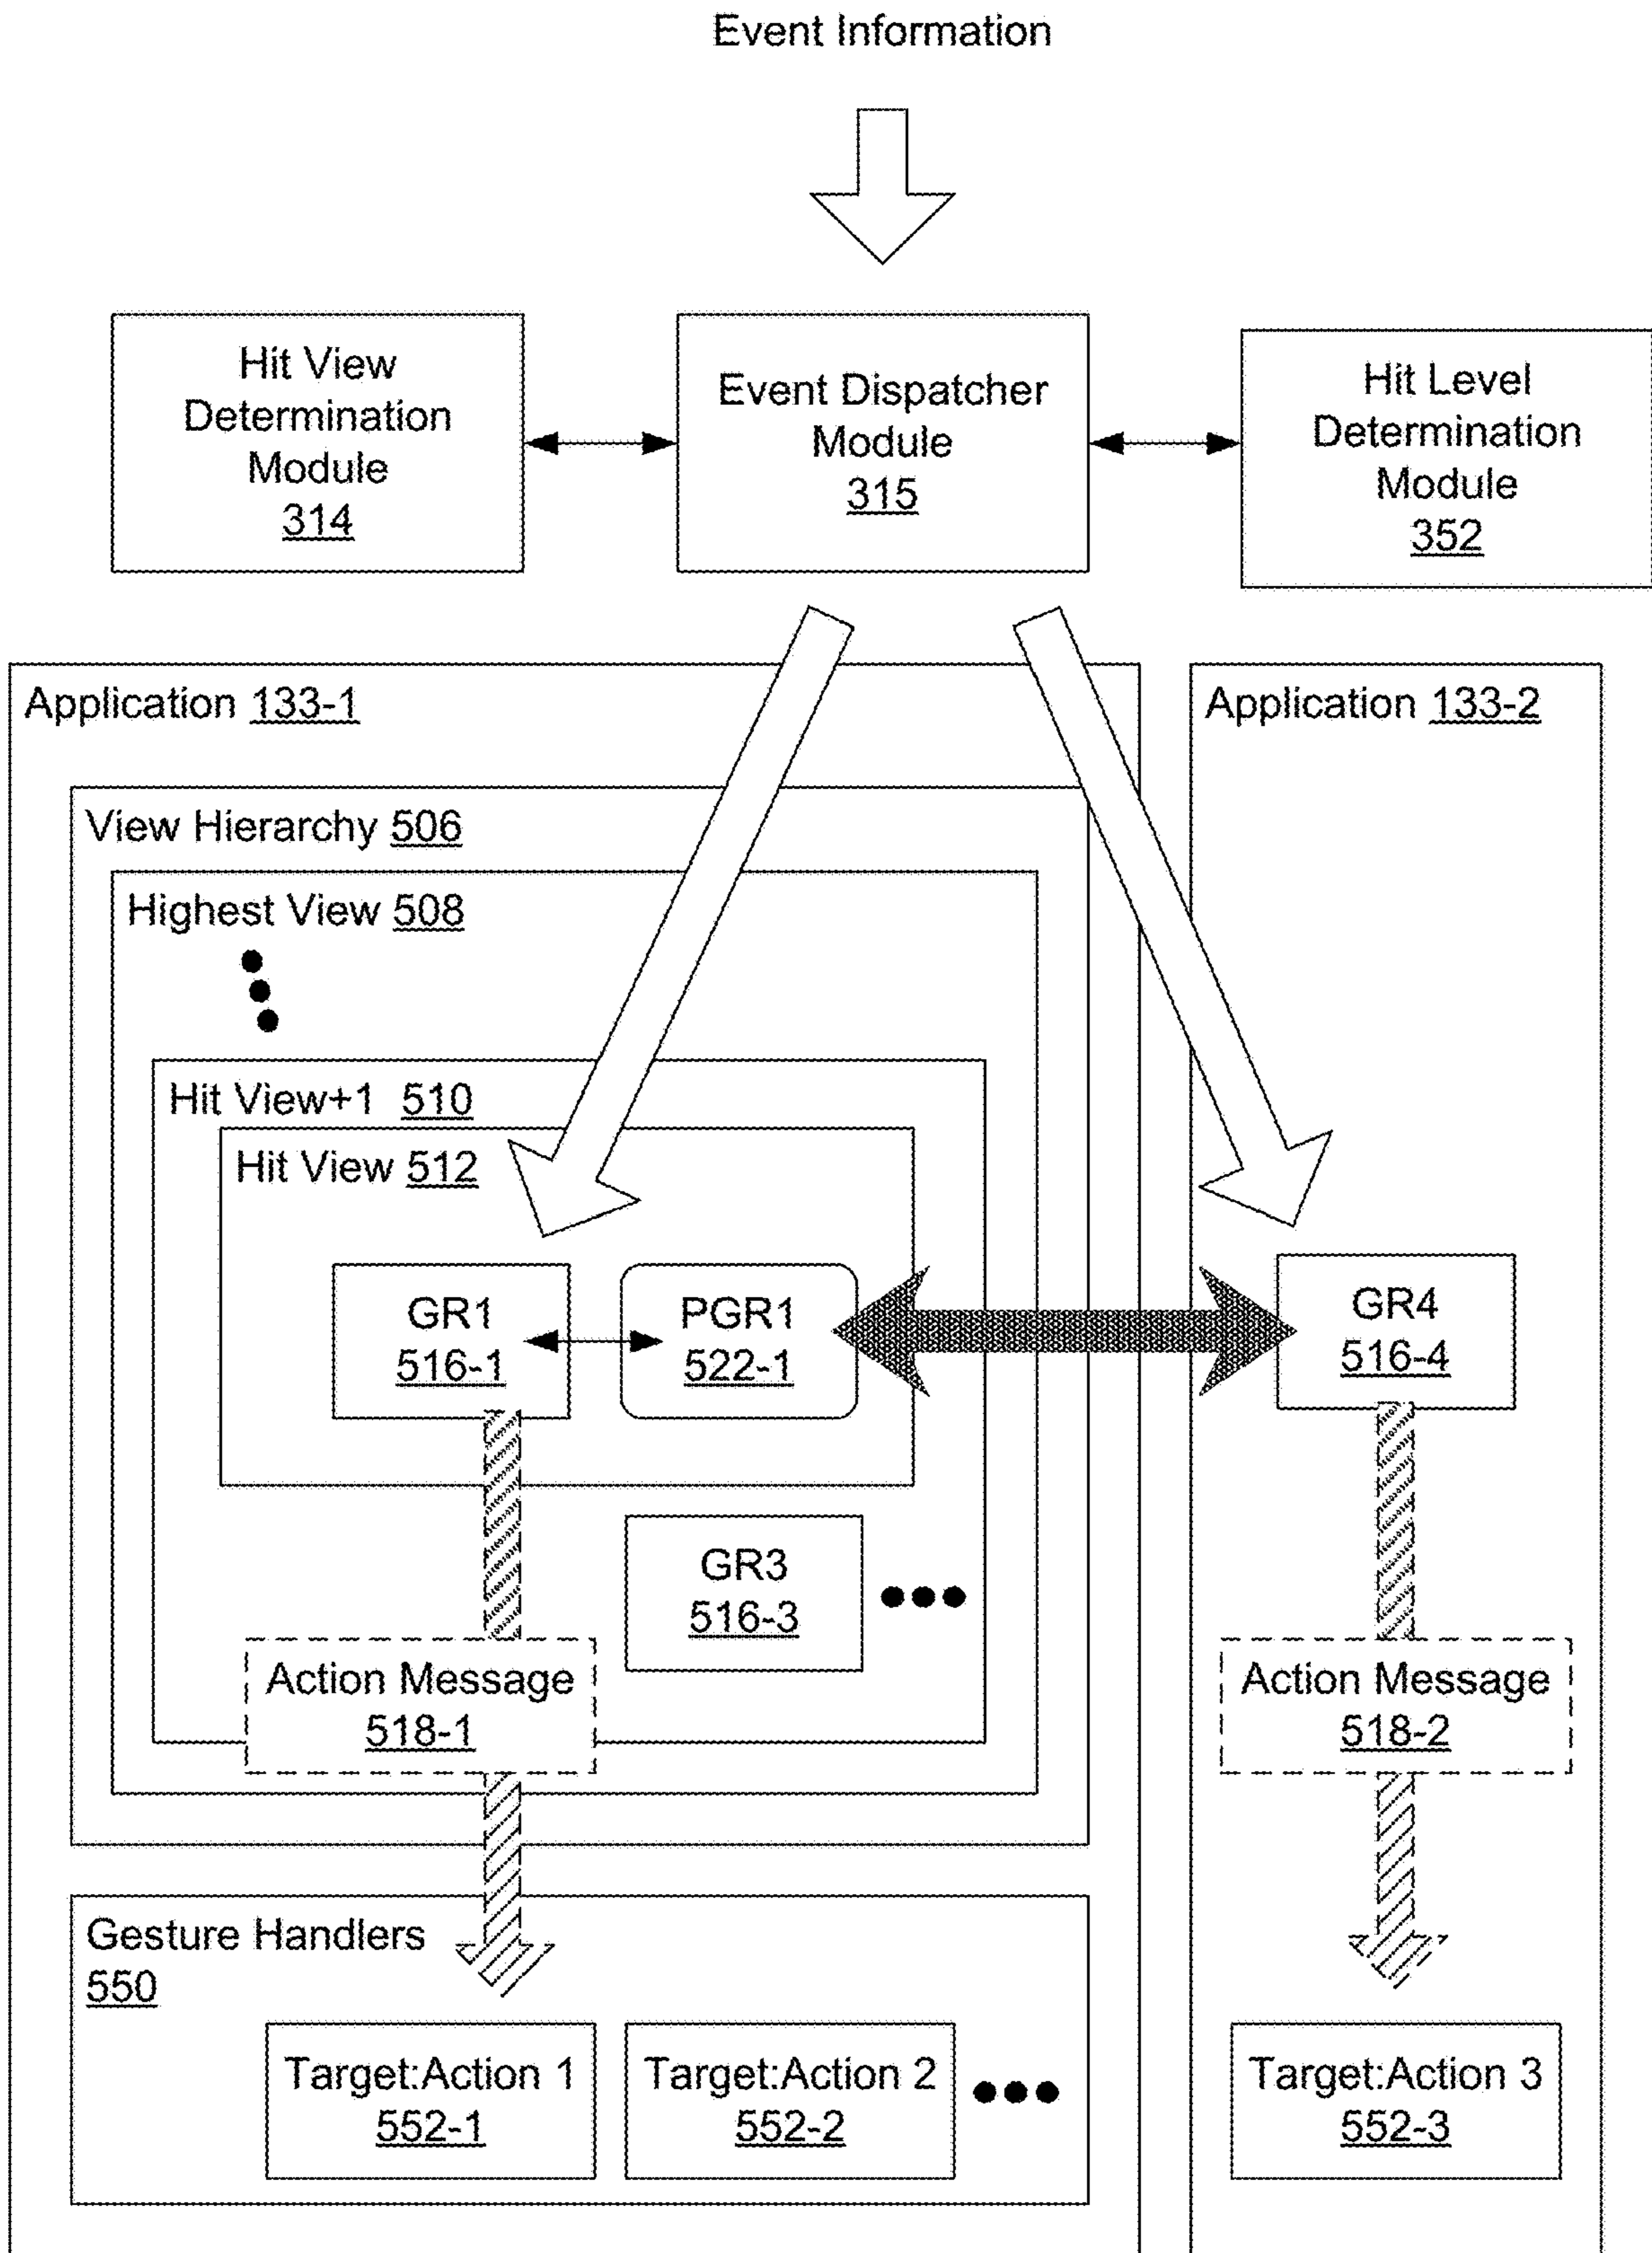 Event Information
Hit View
Determination
Module
314
Event Dispatcher
Module
315
Hit Level
Determination
Module
352
Application 133-1
Application 133-2
View Hierarchy 506
Highest View 508
Hit View+1 510
Hit View 512
GR1
516-1
PGR1
522-1
GR4
516-4
GR3
516-3
Action Message
518-1
Action Message
518-2
Gesture Handlers
550
Target:Action 1
552-1
Target:Action 2
552-2
Target:Action 3
552-3